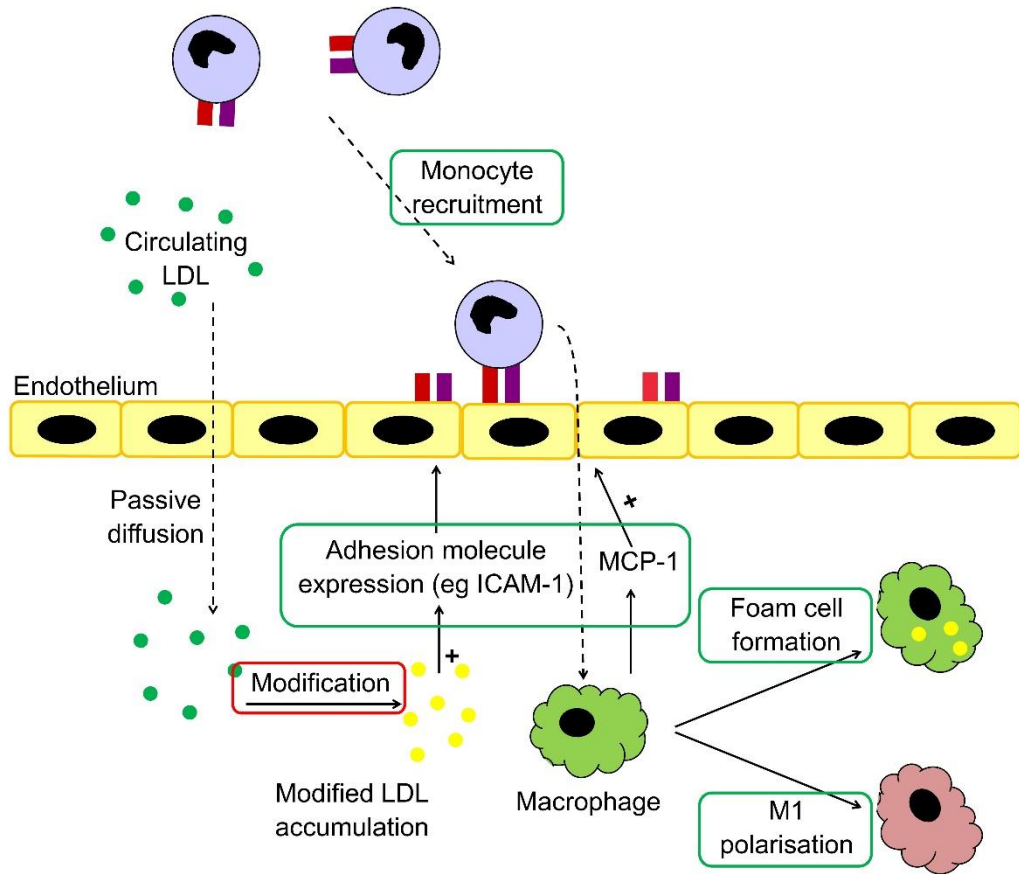 Monocyte
recruitment
Circulating
LDL
Endothelium
Passive
diffusion
Adhesion molecule
expression (eg ICAM-1)
MCP-1
+
+
Foam cell
formation
Modification
Modified LDL
accumulation
Macrophage
M1
polarisation